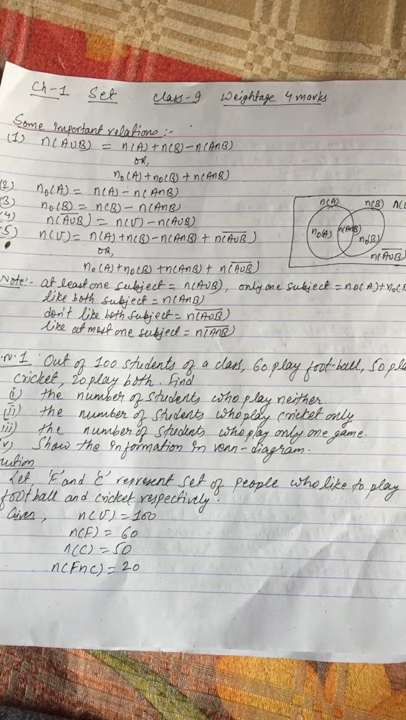 Ch-1 Set class-9 Weightage 4 marks
Some important relations :-
(1) n(AUB) = n(A) + n(B) - n(A∩B)
OR,
n₀(A) + n₀(B) + n(A∩B)
(2) n₀(A) = n(A) - n(A∩B)
(3) n₀(B) = n(B) - n(A∩B)
(4) n(A̅U̅B̅) = n(U) - n(AUB)
(5) n(U) = n(A) + n(B) - n(A∩B) + n(A̅U̅B̅)
OR,
n₀(A) + n₀(B) + n(A∩B) + n(A̅U̅B̅)
n(A) n(B) n(
n₀(A) n(A∩B) n₀(B)
n(A̅U̅B̅)
Note:- at least one subject = n(AUB), only one subject = n₀(A) + n₀(
like both subject = n(A∩B)
don't like both subject = n(A̅U̅B̅)
like at most one subject = n(A̅∩̅B̅)
.N.1 : Out of 100 students of a class, 60 play foot-ball, 50 pla
cricket, 20 play both. Find
i) the number of students who play neither.
ii) the number of students who play cricket only
iii) the number of students who play only one game.
v) Show the information in venn-diagram.
ution
Let, 'F' and 'C' represent set of people who like to play
football and cricket respectively.
Given, n(U) = 100
n(F) = 60
n(C) = 50
n(F∩C) = 20